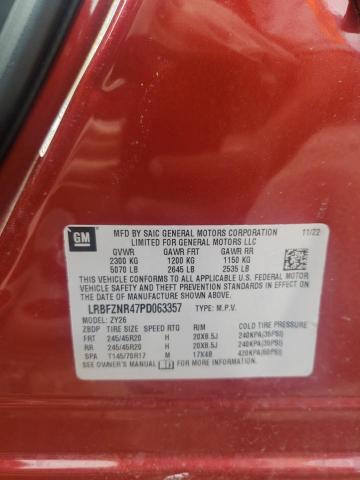 GM
MFD BY SAIC GENERAL MOTORS CORPORATION 11/22
LIMITED FOR GENERAL MOTORS LLC
GVWR GAWR FRT GAWR RR
2300 KG 1200 KG 1150 KG
5070 LB 2645 LB 2535 LB
THIS VEHICLE CONFORMS TO ALL APPLICABLE U.S. FEDERAL MOTOR
VEHICLE SAFETY AND THEFT PREVENTION STANDARDS IN EFFECT
ON THE DATE OF MANUFACTURE SHOWN ABOVE.
LRBFZNR47PD063357 TYPE: M.P.V.
MODEL: ZY26
ZBDP TIRE SIZE SPEED RTG RIM COLD TIRE PRESSURE
FRT 245/45R20 H 20X8.5J 240KPA(35PSI)
RR 245/45R20 H 20X8.5J 240KPA(35PSI)
SPA T145/70R17 M 17X4B 420KPA(60PSI)
SEE OWNER'S MANUAL FOR ADDITIONAL INFORMATION.